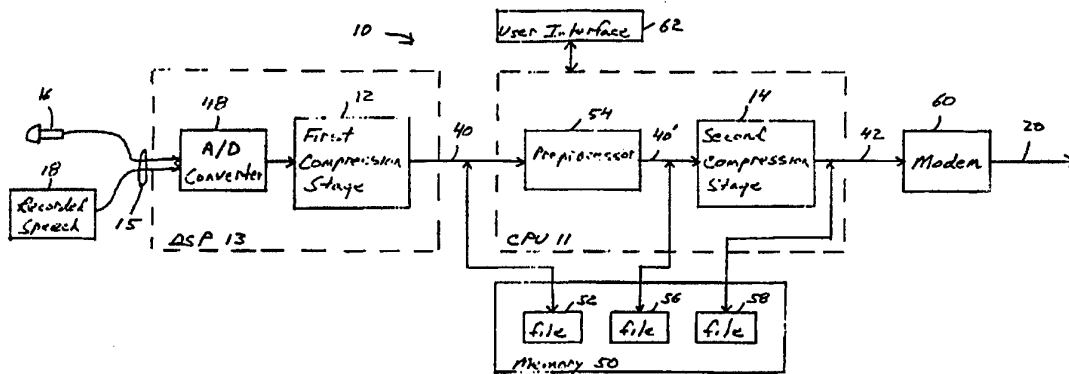 10
User Interface
62
16
48
A/D
Converter
12
First
Compression
Stage
40
54
Preprocessor
40'
14
Second
Compression
Stage
42
60
Modem
20
18
Recorded
Speech
15
DSP 13
CPU 11
52
file
56
file
58
file
Memory 50